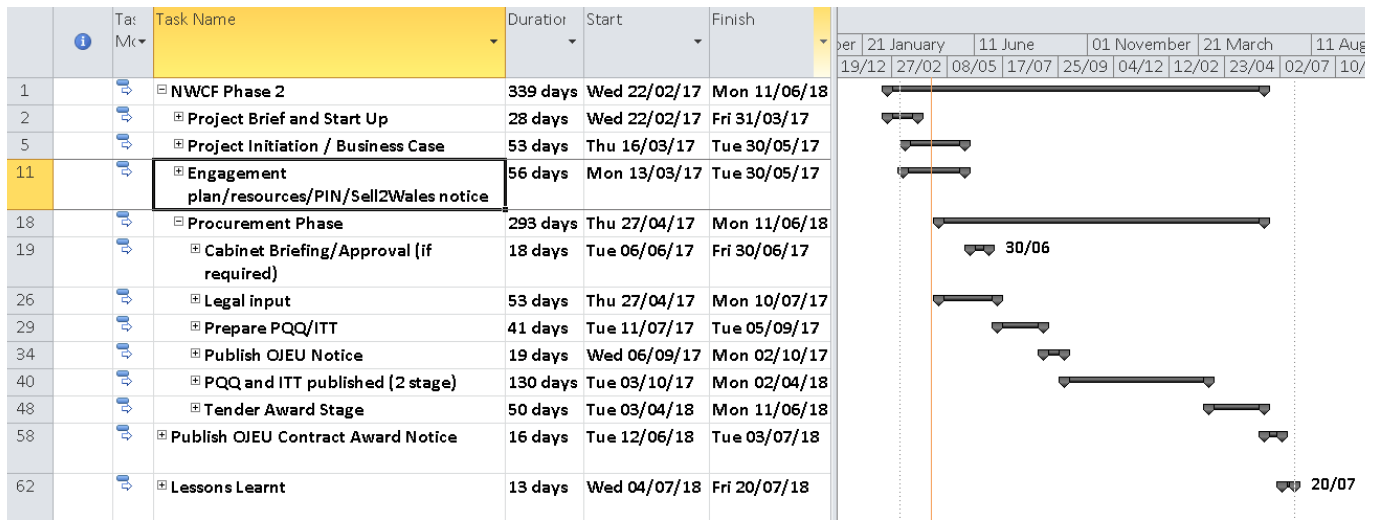 Tas Task Name Duration Start Finish
Mo
er 21 January 11 June 01 November 21 March 11 Aug
19/12 27/02 08/05 17/07 25/09 04/12 12/02 23/04 02/07 10/
1 NWCF Phase 2 339 days Wed 22/02/17 Mon 11/06/18
2 Project Brief and Start Up 28 days Wed 22/02/17 Fri 31/03/17
5 Project Initiation / Business Case 53 days Thu 16/03/17 Tue 30/05/17
11 Engagement 56 days Mon 13/03/17 Tue 30/05/17
plan/resources/PIN/Sell2Wales notice
18 Procurement Phase 293 days Thu 27/04/17 Mon 11/06/18
19 Cabinet Briefing/Approval (if 18 days Tue 06/06/17 Fri 30/06/17 30/06
required)
26 Legal input 53 days Thu 27/04/17 Mon 10/07/17
29 Prepare PQQ/ITT 41 days Tue 11/07/17 Tue 05/09/17
34 Publish OJEU Notice 19 days Wed 06/09/17 Mon 02/10/17
40 PQQ and ITT published (2 stage) 130 days Tue 03/10/17 Mon 02/04/18
48 Tender Award Stage 50 days Tue 03/04/18 Mon 11/06/18
58 Publish OJEU Contract Award Notice 16 days Tue 12/06/18 Tue 03/07/18
62 Lessons Learnt 13 days Wed 04/07/18 Fri 20/07/18 20/07